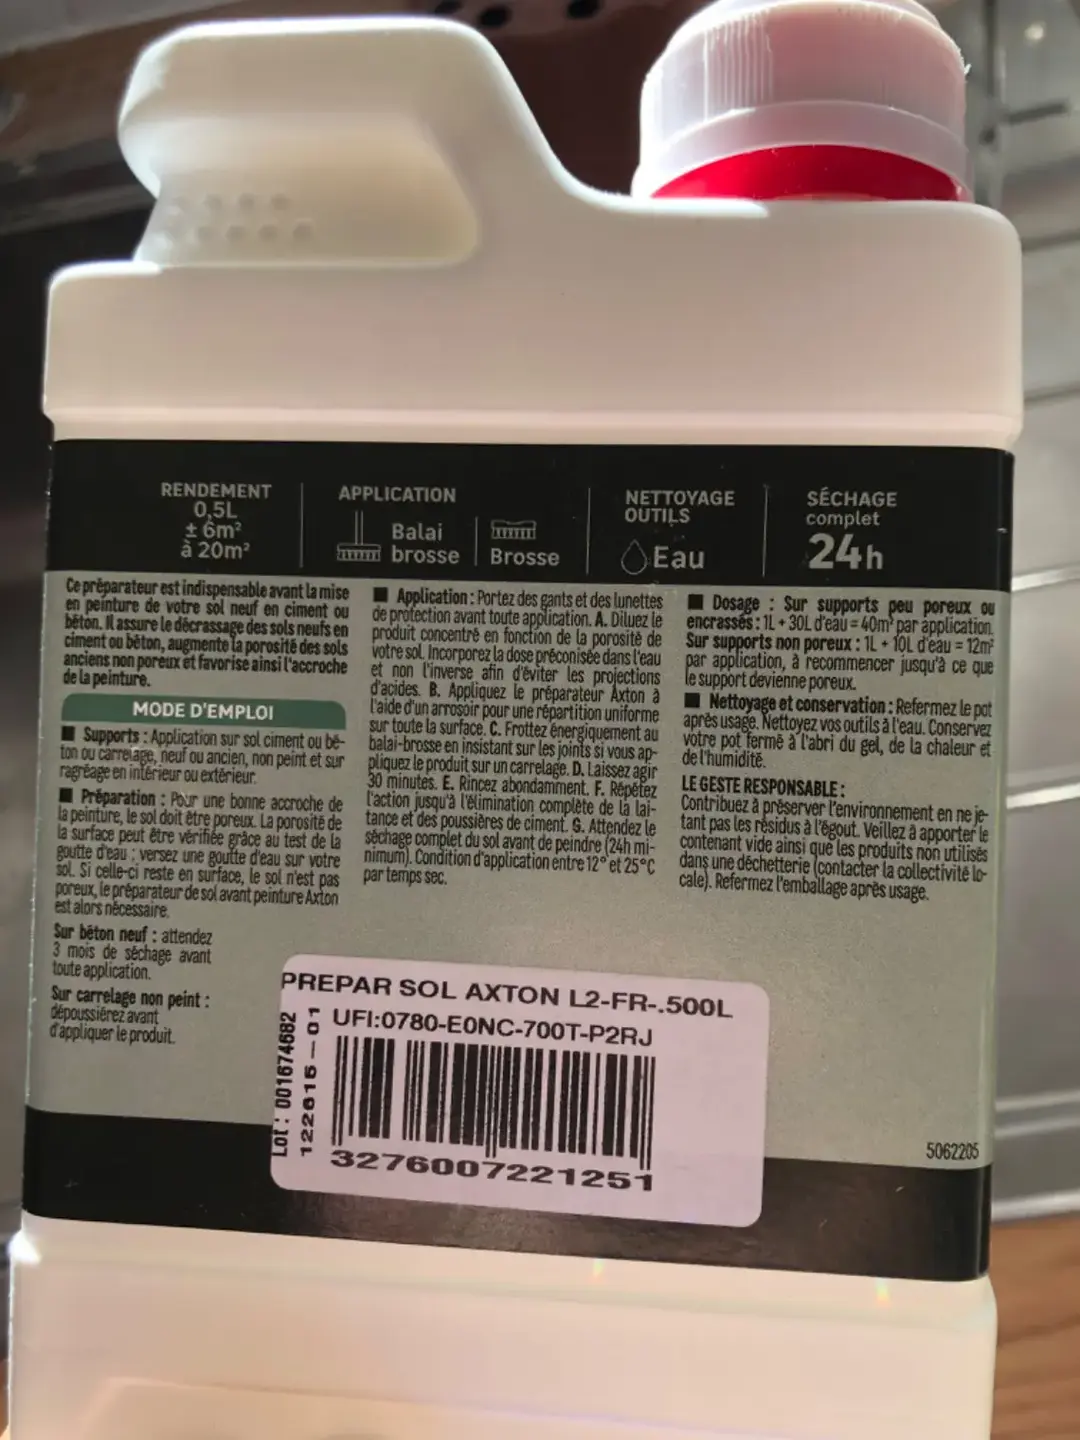 RENDEMENT
0,5L
± 6m²
à 20m²
APPLICATION
Balai
brosse
Brosse
NETTOYAGE
OUTILS
Eau
SÉCHAGE
complet
24h
Ce préparateur est indispensable avant la mise
en peinture de votre sol neuf en ciment ou
béton. Il assure le décrassage des sols neufs en
ciment ou béton, augmente la porosité des sols
anciens non poreux et favorise ainsi l'accroche
de la peinture.
MODE D'EMPLOI
■ Supports : Application sur sol ciment ou bé-
ton ou carrelage, neuf ou ancien, non peint et sur
ragréage en intérieur ou extérieur.
■ Préparation : Pour une bonne accroche de
la peinture, le sol doit être poreux. La porosité de
la surface peut être vérifiée grâce au test de la
goutte d'eau : versez une goutte d'eau sur votre
sol. Si celle-ci reste en surface, le sol n'est pas
poreux, le préparateur de sol avant peinture Axton
est alors nécessaire.
Sur béton neuf : attendez
3 mois de séchage avant
toute application.
Sur carrelage non peint :
dépoussiérez avant
d'appliquer le produit.
■ Application : Portez des gants et des lunettes
de protection avant toute application. A. Diluez le
produit concentré en fonction de la porosité de
votre sol. Incorporez la dose préconisée dans l'eau
et non l'inverse afin d'éviter les projections
d'acides. B. Appliquez le préparateur Axton à
l'aide d'un arrosoir pour une répartition uniforme
sur toute la surface. C. Frottez énergiquement au
balai-brosse en insistant sur les joints si vous ap-
pliquez le produit sur un carrelage. D. Laissez agir
30 minutes. E. Rincez abondamment. F. Répétez
l'action jusqu'à l'élimination complète de la lai-
tance et des poussières de ciment. G. Attendez le
séchage complet du sol avant de peindre (24h mi-
nimum). Condition d'application entre 12° et 25°C
par temps sec.
■ Dosage : Sur supports peu poreux ou
encrassés : 1L + 30L d'eau = 40m² par application.
Sur supports non poreux : 1L + 10L d'eau = 12m²
par application, à recommencer jusqu'à ce que
le support devienne poreux.
■ Nettoyage et conservation : Refermez le pot
après usage. Nettoyez vos outils à l'eau. Conservez
votre pot fermé à l'abri du gel, de la chaleur et
de l'humidité.
LE GESTE RESPONSABLE :
Contribuez à préserver l'environnement en ne je-
tant pas les résidus à l'égout. Veillez à apporter le
contenant vide ainsi que les produits non utilisés
dans une déchetterie (contacter la collectivité lo-
cale). Refermez l'emballage après usage.
PREPAR SOL AXTON L2-FR-.500L
UFI:0780-E0NC-700T-P2RJ
Lot : 001674682
122615-01
3276007221251
5062205